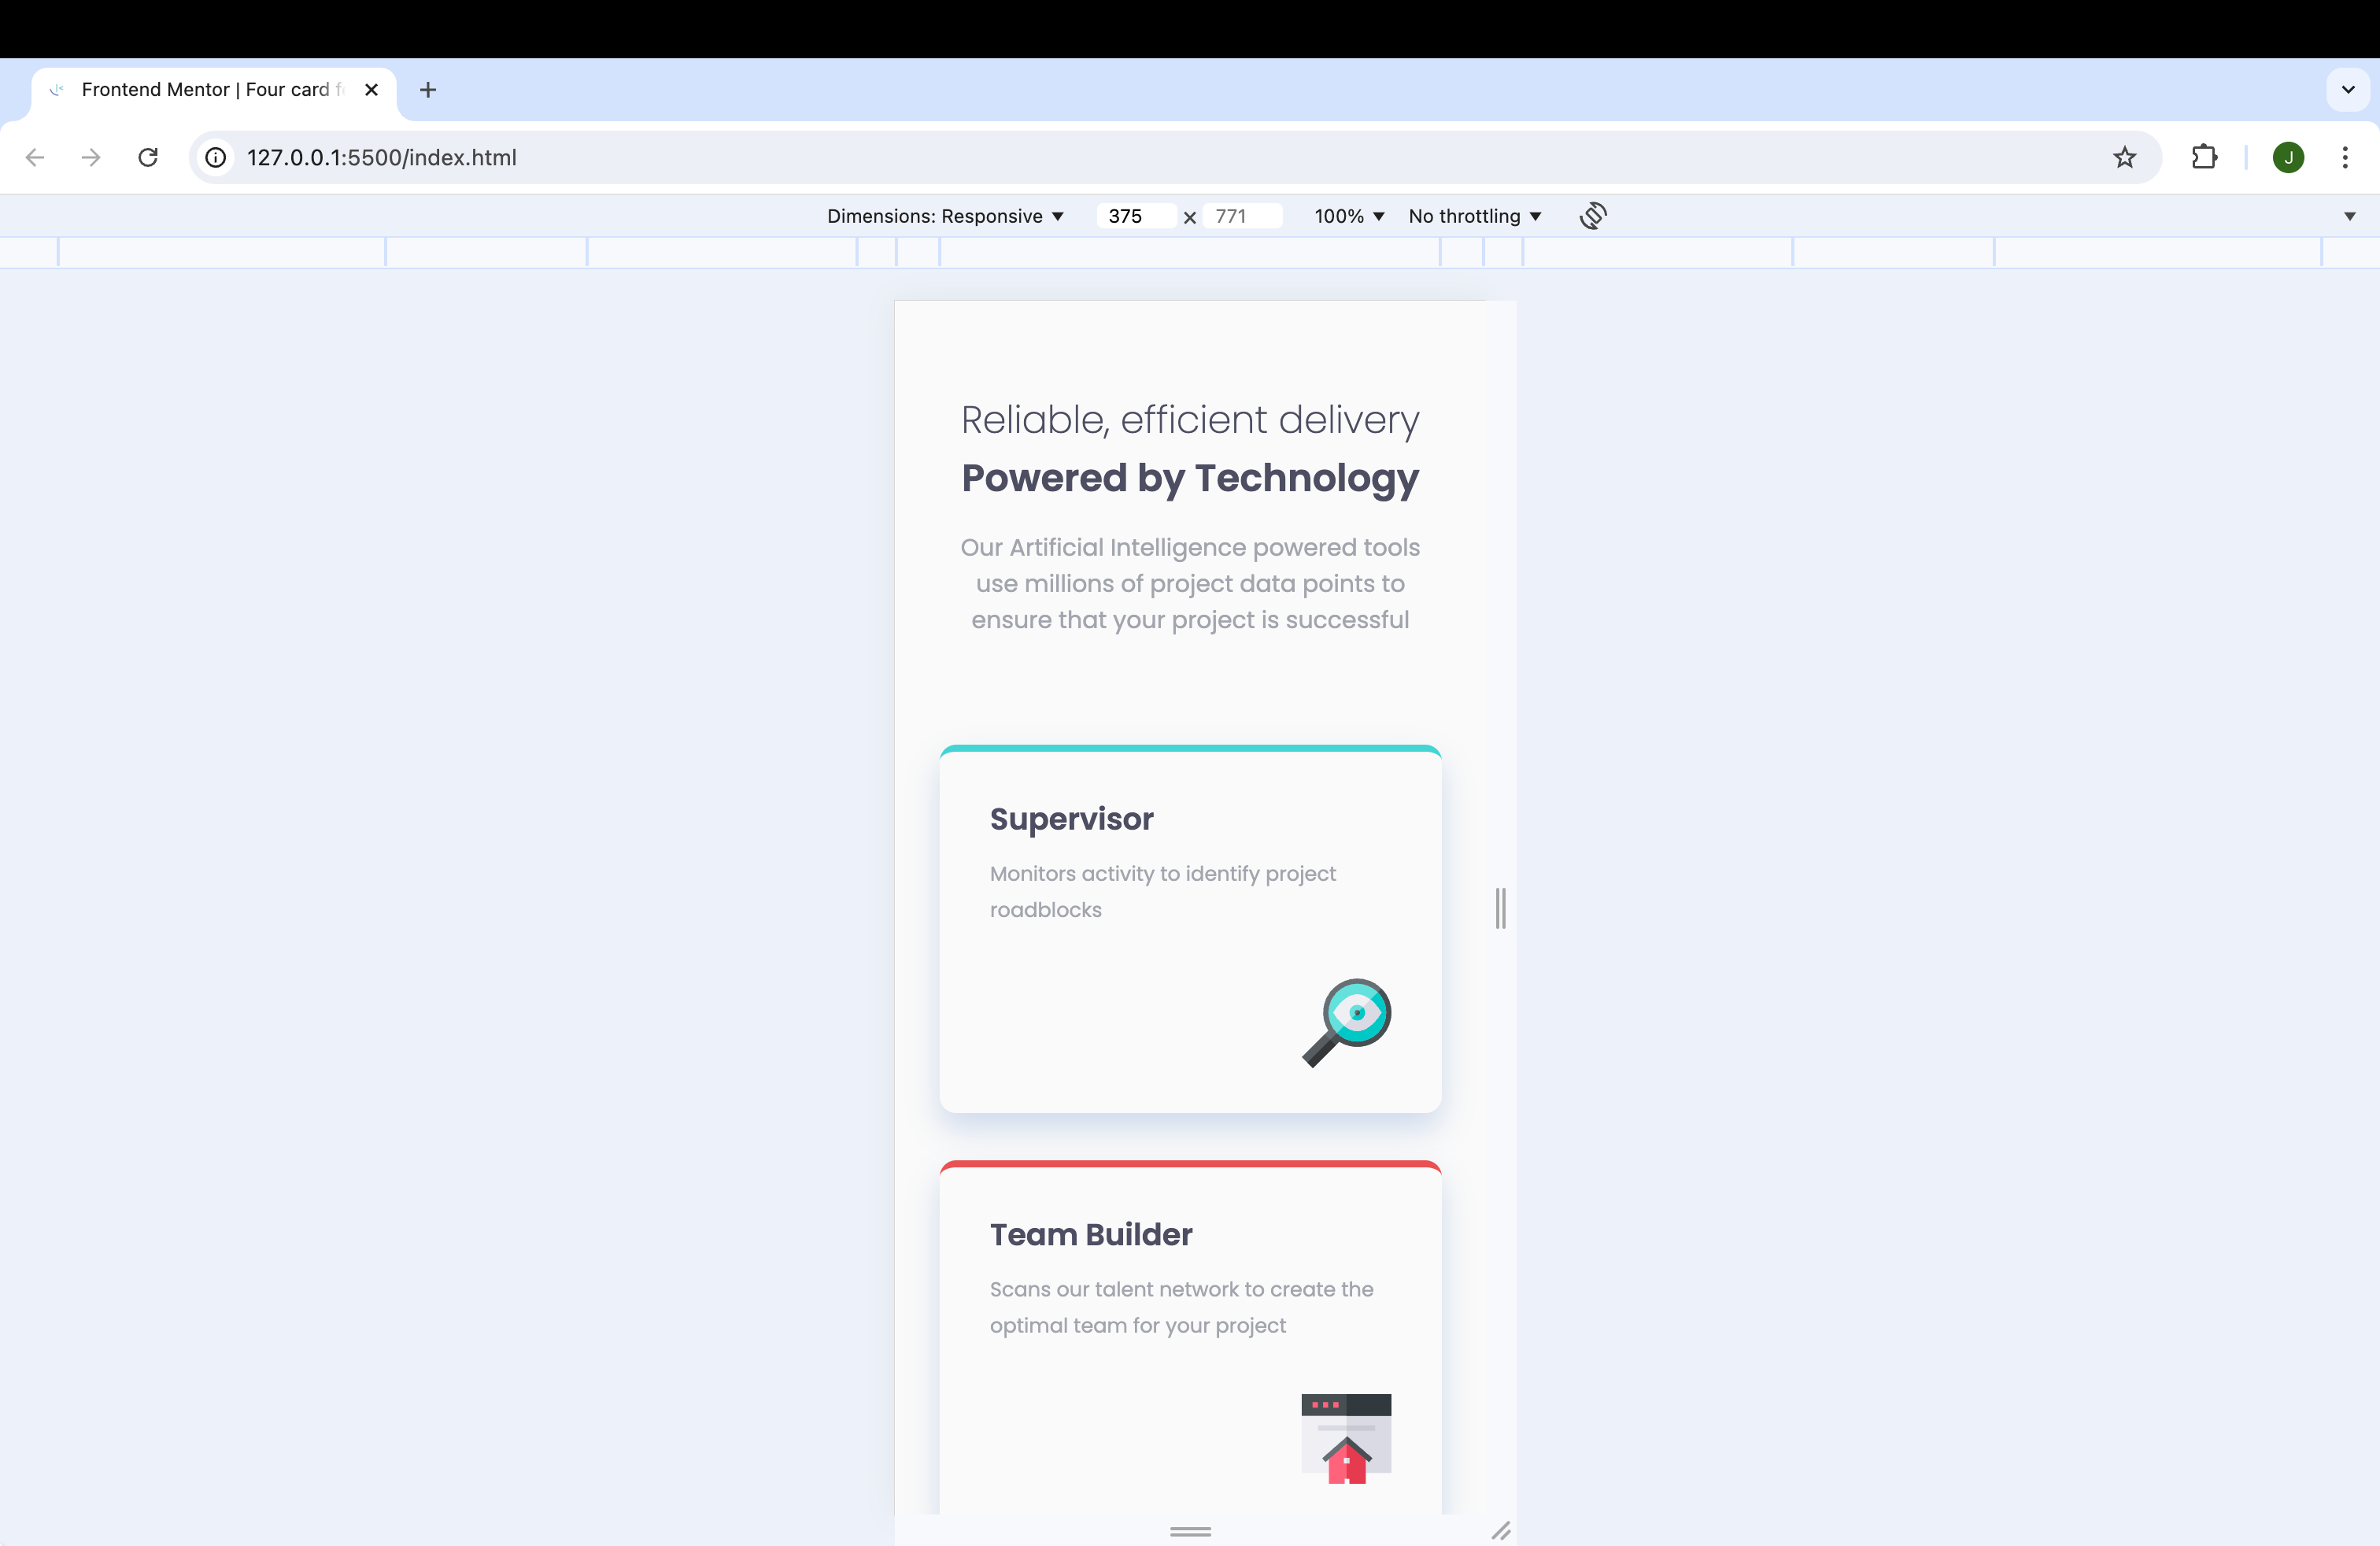 Frontend Mentor | Four card
127.0.0.1:5500/index.html
J
Dimensions: Responsive 375 × 771 100% No throttling
Reliable, efficient delivery
Powered by Technology
Our Artificial Intelligence powered tools
use millions of project data points to
ensure that your project is successful
Supervisor
Monitors activity to identify project
roadblocks
Team Builder
Scans our talent network to create the
optimal team for your project